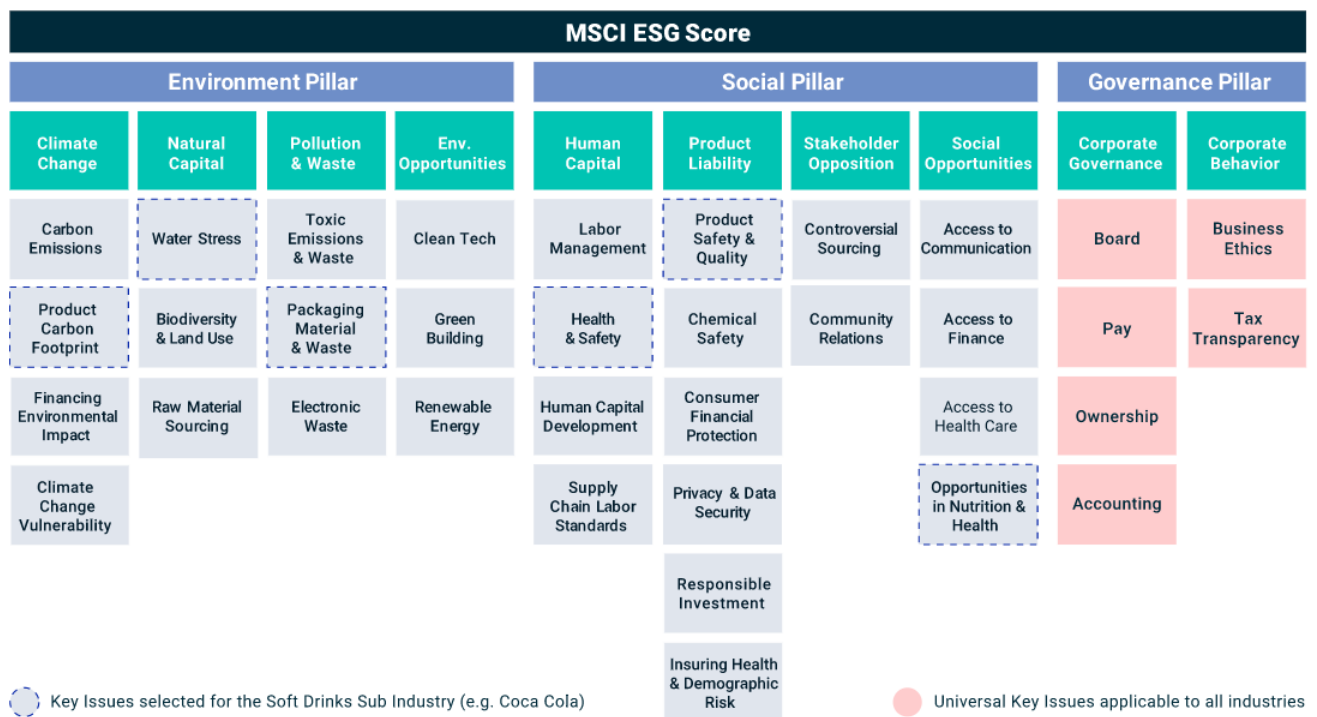 MSCI ESG Score
Environment Pillar
Social Pillar
Governance Pillar
Climate
Change
Natural
Capital
Pollution
& Waste
Env.
Opportunities
Human
Capital
Product
Liability
Stakeholder
Opposition
Social
Opportunities
Corporate
Governance
Corporate
Behavior
Carbon
Emissions
Water Stress
Toxic
Emissions
& Waste
Clean Tech
Labor
Management
Product
Safety &
Quality
Controversial
Sourcing
Access to
Communication
Board
Business
Ethics
Product
Carbon
Footprint
Biodiversity
& Land Use
Packaging
Material
& Waste
Green
Building
Health
& Safety
Chemical
Safety
Community
Relations
Access to
Finance
Pay
Tax
Transparency
Financing
Environmental
Impact
Raw Material
Sourcing
Electronic
Waste
Renewable
Energy
Human Capital
Development
Consumer
Financial
Protection
Access to
Health Care
Ownership
Climate
Change
Vulnerability
Supply
Chain Labor
Standards
Privacy & Data
Security
Opportunities
in Nutrition &
Health
Accounting
Responsible
Investment
Insuring Health
& Demographic
Risk
Key Issues selected for the Soft Drinks Sub Industry (e.g. Coca Cola)
Universal Key Issues applicable to all industries